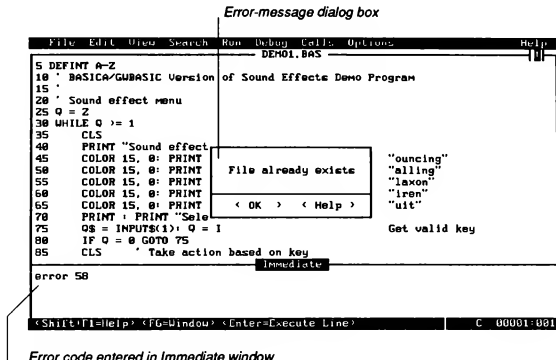 Error-message dialog box
File Edit View Search Run Debug Calls Options Help
DEMO1.BAS
5 DEFINT A-Z
10 ' BASICA/GWBASIC Version of Sound Effects Demo Program
15 '
20 ' Sound effect menu
25 Q = Z
30 WHILE Q >= 1
35 CLS
40 PRINT "Sound effect
45 COLOR 15, 0: PRINT "ouncing"
50 COLOR 15, 0: PRINT "alling"
55 COLOR 15, 0: PRINT "laxon"
60 COLOR 15, 0: PRINT "iren"
65 COLOR 15, 0: PRINT "uit"
70 PRINT : PRINT "Sele
75 Q$ = INPUT$(1): Q = I Get valid key
80 IF Q = 0 GOTO 75
85 CLS ' Take action based on key
File already exists
< OK > < Help >
Immediate
error 58
<Shift+F1=Help> <F6=Window> <Enter=Execute Line> C 00001:001
Error code entered in Immediate window